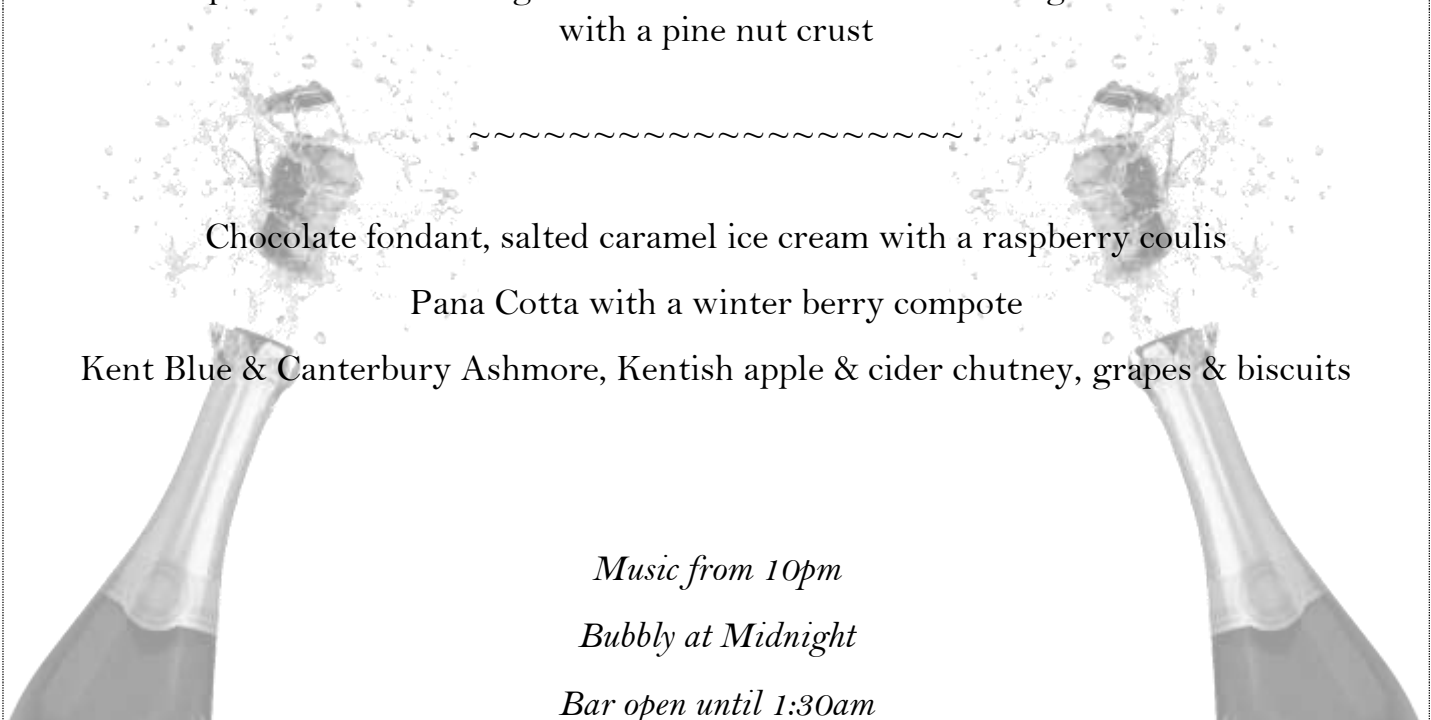 with a pine nut crust
~~~~~~~~~~~~~~~~~~~~
Chocolate fondant, salted caramel ice cream with a raspberry coulis
Pana Cotta with a winter berry compote
Kent Blue & Canterbury Ashmore, Kentish apple & cider chutney, grapes & biscuits
Music from 10pm
Bubbly at Midnight
Bar open until 1:30am